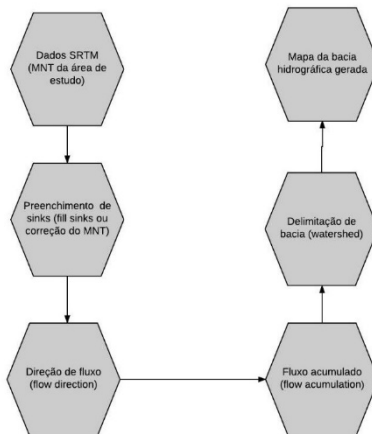 Dados SRTM
(MNT da área de
estudo)
Preenchimento de
sinks (fill sinks ou
correção do MNT)
Direção de fluxo
(flow direction)
Fluxo acumulado
(flow acumulation)
Delimitação de
bacia (watershed)
Mapa da bacia
hidrográfica gerada